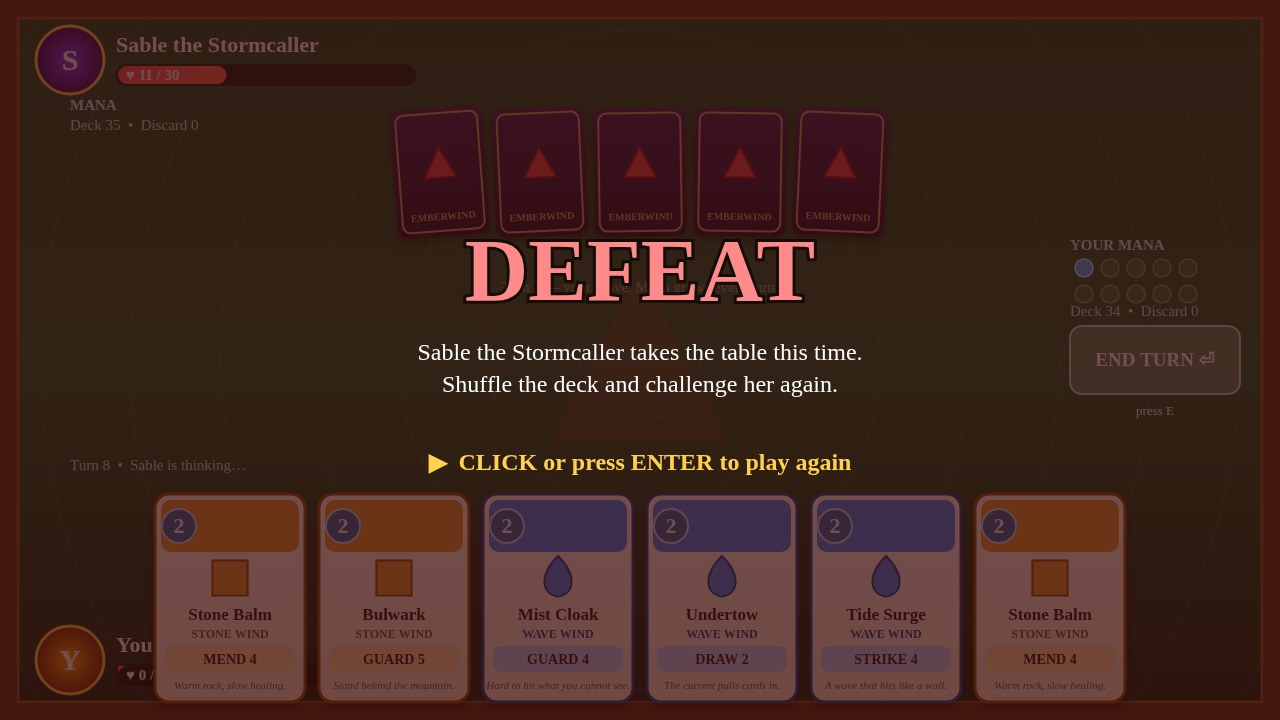 S
Sable the Stormcaller
♥ 11 / 30
MANA
Deck 35 • Discard 0
EMBERWIND
EMBERWIND
EMBERWIND
EMBERWIND
EMBERWIND
DEFEAT
Sable the Stormcaller takes the table this time.
Shuffle the deck and challenge her again.
YOUR MANA
Deck 34 • Discard 0
END TURN ⏎
press E
Turn 8 • Sable is thinking…
▶ CLICK or press ENTER to play again
2
Stone Balm
STONE WIND
MEND 4
Warm rock, slow healing.
2
Bulwark
STONE WIND
GUARD 5
Stand behind the mountain.
2
Mist Cloak
WAVE WIND
GUARD 4
Hard to hit what you cannot see.
2
Undertow
WAVE WIND
DRAW 2
The current pulls cards in.
2
Tide Surge
WAVE WIND
STRIKE 4
A wave that hits like a wall.
2
Stone Balm
STONE WIND
MEND 4
Warm rock, slow healing.
Y
You
♥ 0 /